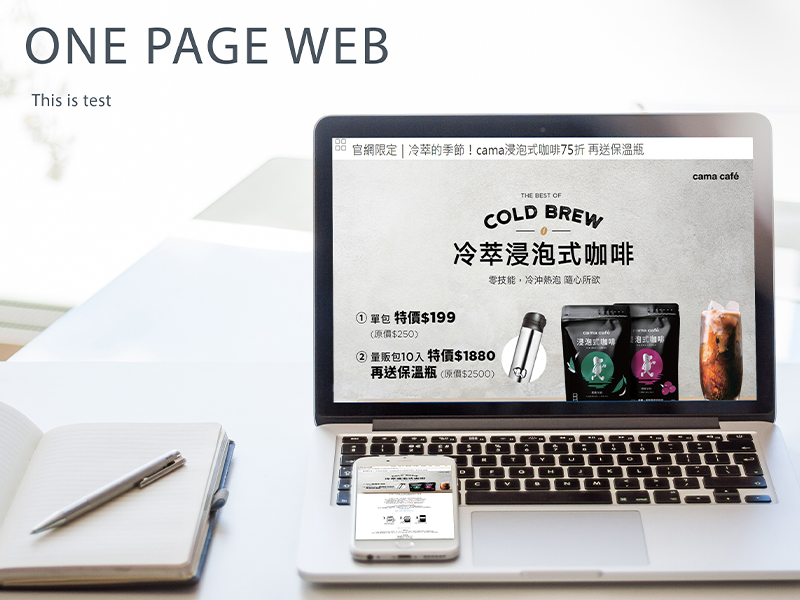 ONE PAGE WEB
This is test
官網限定 | 冷萃的季節！cama浸泡式咖啡75折 再送保溫瓶
cama café
THE BEST OF
COLD BREW
冷萃浸泡式咖啡
零技能，冷沖熱泡 隨心所欲
① 單包 特價$199
(原價$250)
② 量販包10入 特價$1880
再送保溫瓶 (原價$2500)
cama café
浸泡式咖啡
cama café
浸泡式咖啡